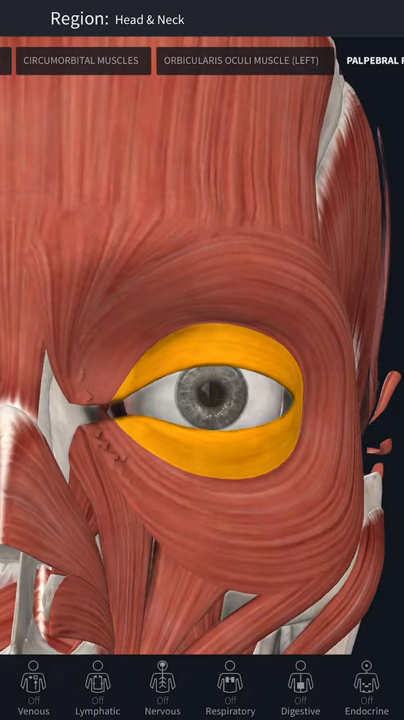 Region: Head & Neck
CIRCUMORBITAL MUSCLES
ORBICULARIS OCULI MUSCLE (LEFT)
PALPEBRAL
Off Off Off Off Off Off
Venous Lymphatic Nervous Respiratory Digestive Endocrine